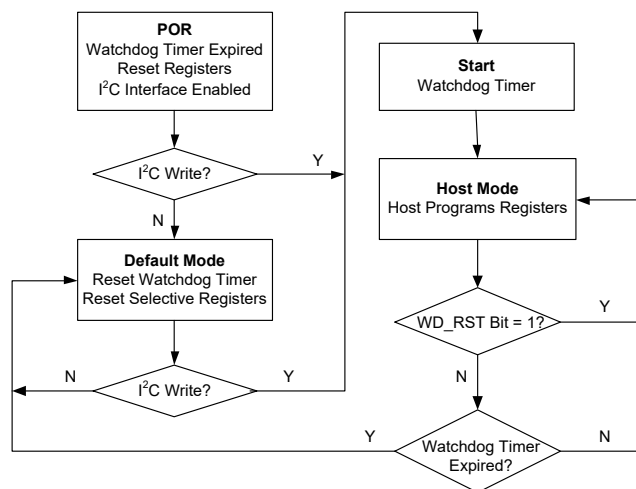 POR
Watchdog Timer Expired
Reset Registers
I²C Interface Enabled
I²C Write?
Y
N
Default Mode
Reset Watchdog Timer
Reset Selective Registers
I²C Write?
N
Y
Start
Watchdog Timer
Host Mode
Host Programs Registers
WD_RST Bit = 1?
Y
N
Watchdog Timer
Expired?
Y
N